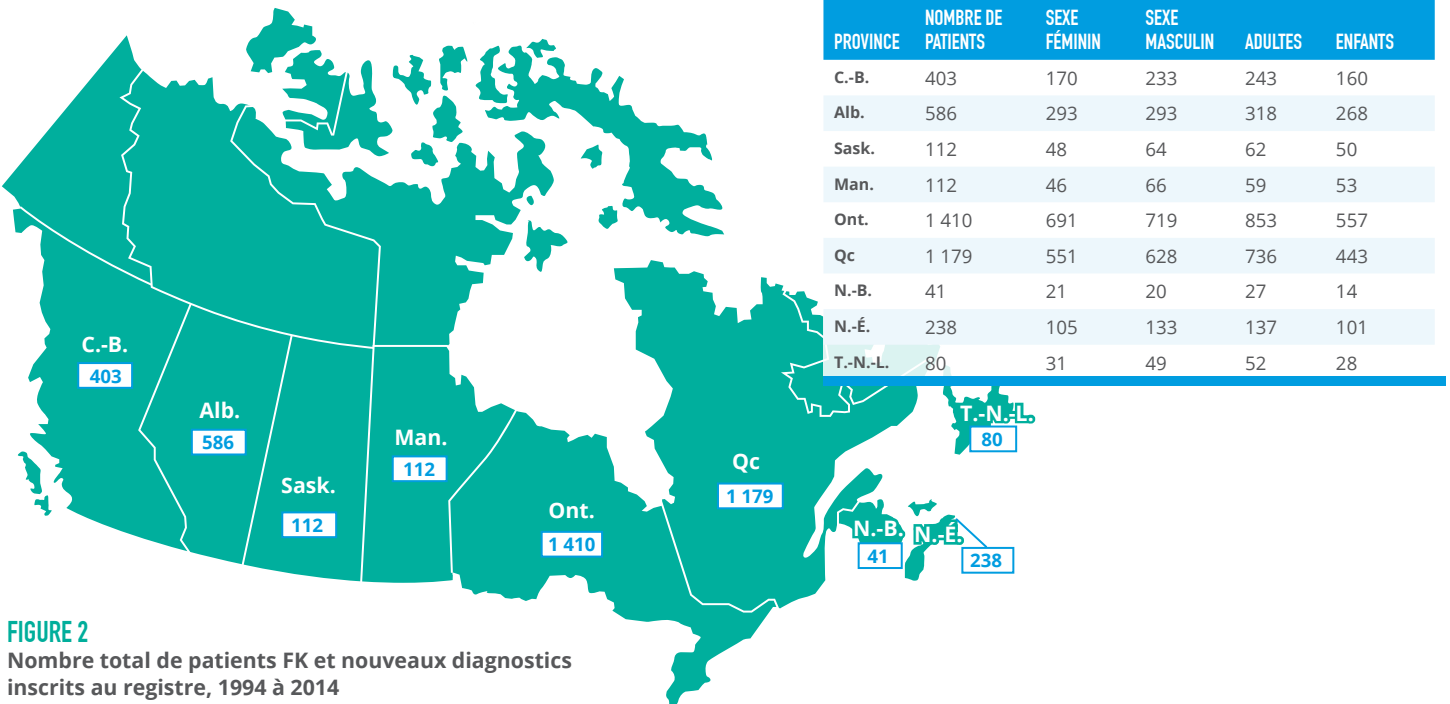 PROVINCE NOMBRE DE PATIENTS SEXE FÉMININ SEXE MASCULIN ADULTES ENFANTS
C.-B. 403 170 233 243 160
Alb. 586 293 293 318 268
Sask. 112 48 64 62 50
Man. 112 46 66 59 53
Ont. 1 410 691 719 853 557
Qc 1 179 551 628 736 443
N.-B. 41 21 20 27 14
N.-É. 238 105 133 137 101
T.-N.-L. 80 31 49 52 28
C.-B.
403
Alb.
586
Sask.
112
Man.
112
Ont.
1 410
Qc
1 179
T.-N.-L.
80
N.-B.
41
N.-É.
238
FIGURE 2
Nombre total de patients FK et nouveaux diagnostics
inscrits au registre, 1994 à 2014